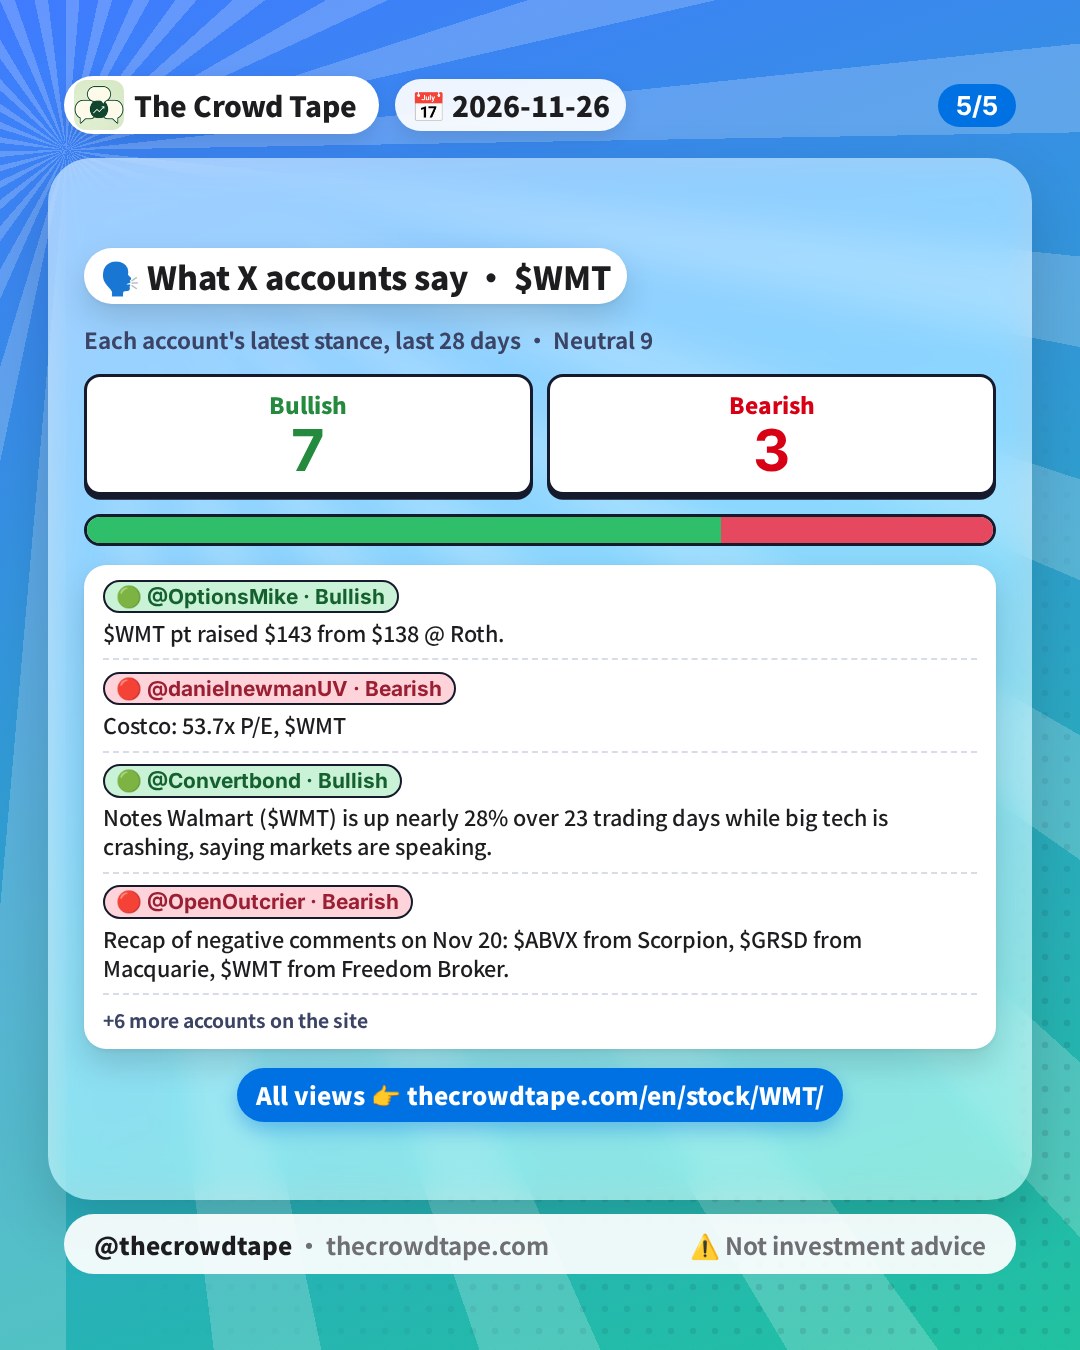 The Crowd Tape
July
17
2026-11-26
5/5
🗣️ What X accounts say • $WMT
Each account's latest stance, last 28 days • Neutral 9
Bullish
7
Bearish
3
@OptionsMike · Bullish
$WMT pt raised $143 from $138 @ Roth.
@danielnewmanUV · Bearish
Costco: 53.7x P/E, $WMT
@Convertbond · Bullish
Notes Walmart ($WMT) is up nearly 28% over 23 trading days while big tech is
crashing, saying markets are speaking.
@OpenOutcrier · Bearish
Recap of negative comments on Nov 20: $ABVX from Scorpion, $GRSD from
Macquarie, $WMT from Freedom Broker.
+6 more accounts on the site
All views 👉 thecrowdtape.com/en/stock/WMT/
@thecrowdtape • thecrowdtape.com
⚠️ Not investment advice